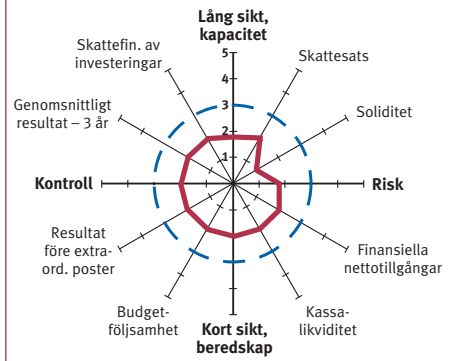 Lång sikt,
kapacitet
Skattefin. av
investeringar
Skattesats
Genomsnittligt
resultat – 3 år
Soliditet
5
4
3
2
1
Kontroll
Risk
Resultat
före extra-
ord. poster
Finansiella
nettotillgångar
Budget-
följsamhet
Kassa-
likviditet
Kort sikt,
beredskap